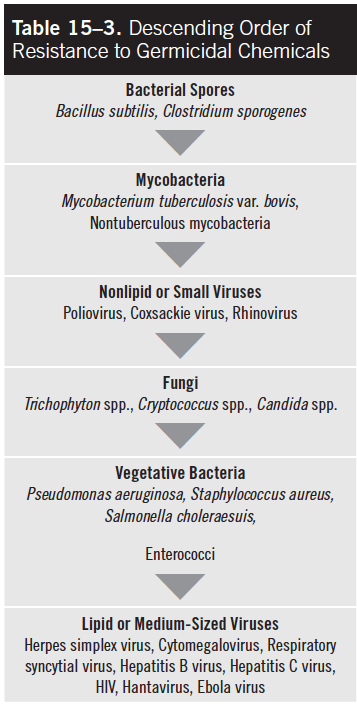 Table 15–3. Descending Order of
Resistance to Germicidal Chemicals
Bacterial Spores
Bacillus subtilis, Clostridium sporogenes
Mycobacteria
Mycobacterium tuberculosis var. bovis,
Nontuberculous mycobacteria
Nonlipid or Small Viruses
Poliovirus, Coxsackie virus, Rhinovirus
Fungi
Trichophyton spp., Cryptococcus spp., Candida spp.
Vegetative Bacteria
Pseudomonas aeruginosa, Staphylococcus aureus,
Salmonella choleraesuis,
Enterococci
Lipid or Medium-Sized Viruses
Herpes simplex virus, Cytomegalovirus, Respiratory
syncytial virus, Hepatitis B virus, Hepatitis C virus,
HIV, Hantavirus, Ebola virus